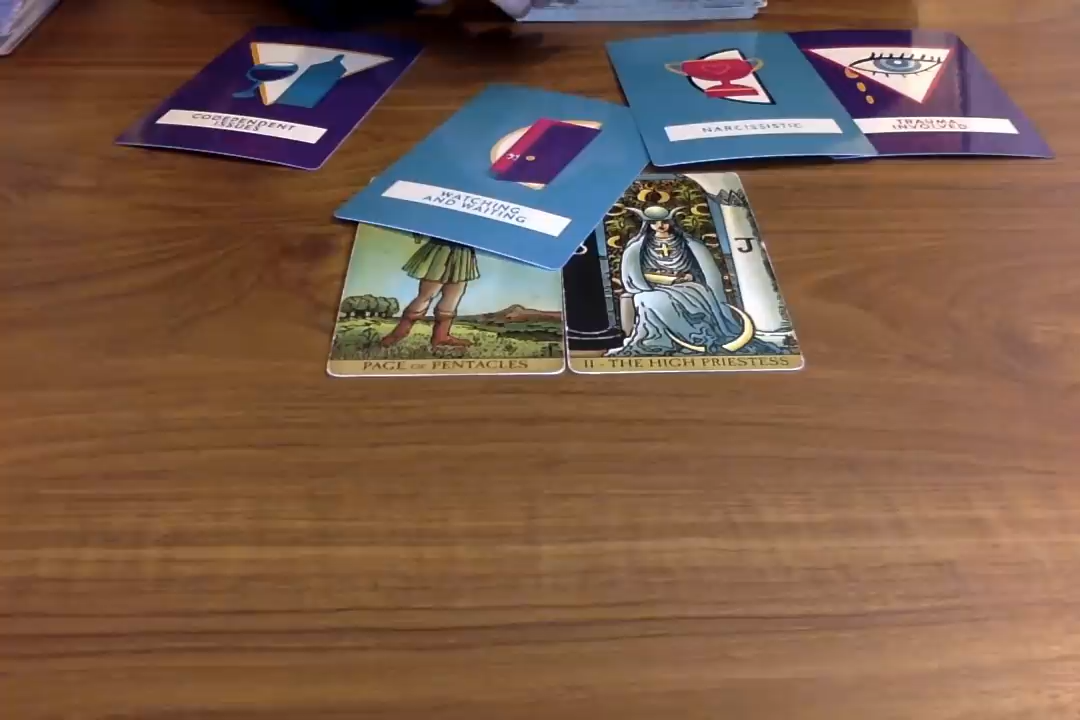 CODEPENDENT
ISSUES
NARCISSISTIC
TRAUMA
INVOLVED
WATCHING
AND WAITING
B
J
PAGE OF PENTACLES
II - THE HIGH PRIESTESS